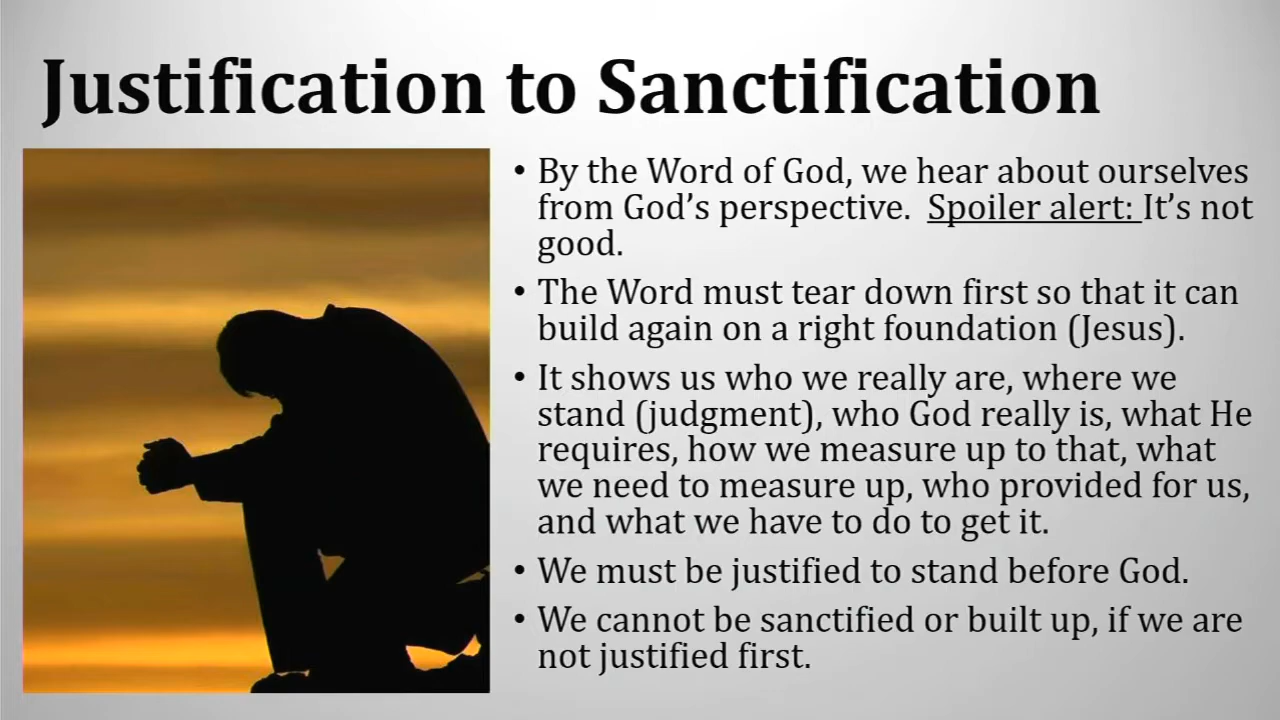 Justification to Sanctification
• By the Word of God, we hear about ourselves
from God’s perspective.  Spoiler alert: It’s not
good.
• The Word must tear down first so that it can
build again on a right foundation (Jesus).
• It shows us who we really are, where we
stand (judgment), who God really is, what He
requires, how we measure up to that, what
we need to measure up, who provided for us,
and what we have to do to get it.
• We must be justified to stand before God.
• We cannot be sanctified or built up, if we are
not justified first.